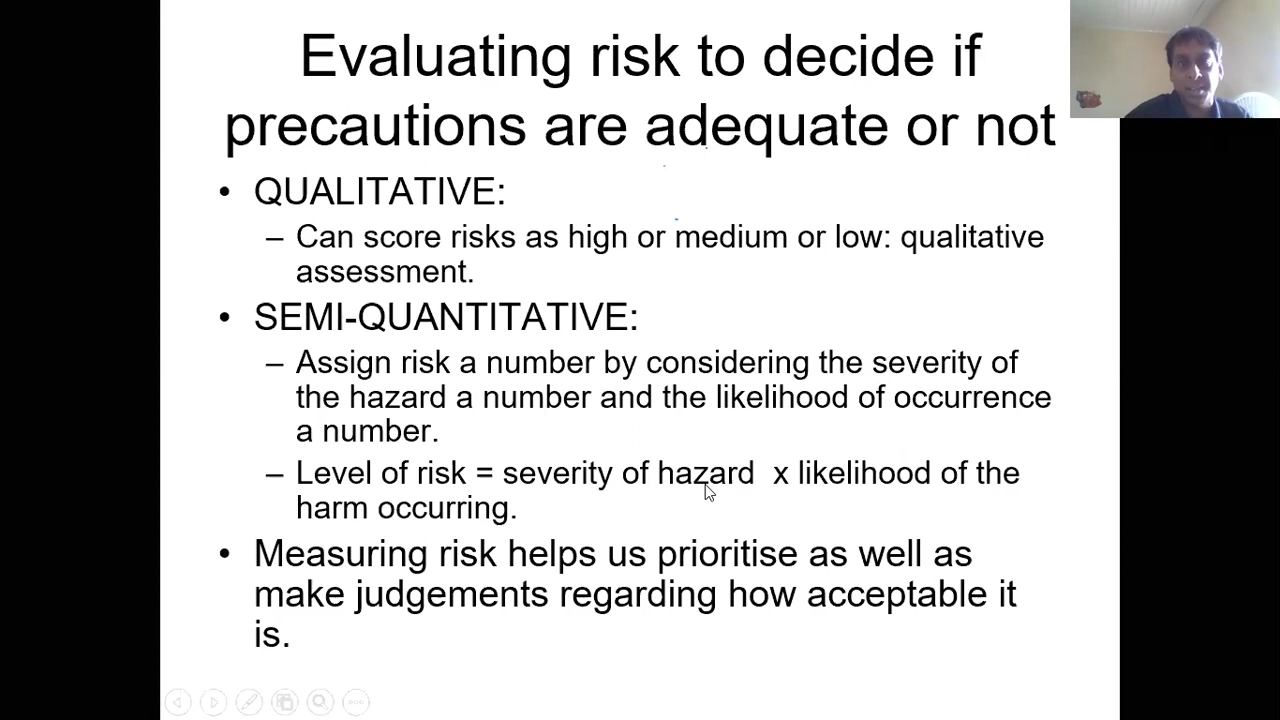 Evaluating risk to decide if
precautions are adequate or not
• QUALITATIVE:
– Can score risks as high or medium or low: qualitative
assessment.
• SEMI-QUANTITATIVE:
– Assign risk a number by considering the severity of
the hazard a number and the likelihood of occurrence
a number.
– Level of risk = severity of hazard x likelihood of the
harm occurring.
• Measuring risk helps us prioritise as well as
make judgements regarding how acceptable it
is.